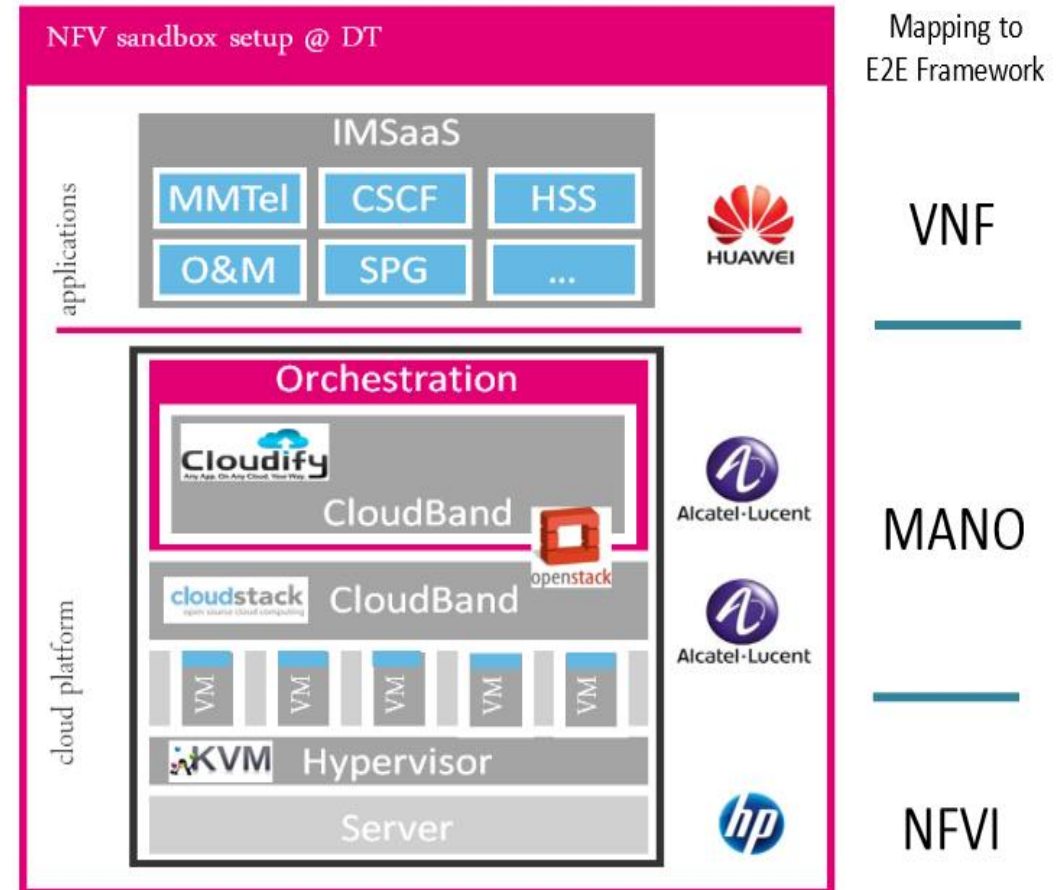 NFV sandbox setup @ DT
Mapping to
E2E Framework
applications
IMSaaS
MMTel
CSCF
HSS
O&M
SPG
...
HUAWEI
VNF
cloud platform
Orchestration
Cloudify
Any App. On Any Cloud. Your Way.
CloudBand
openstack
Alcatel·Lucent
MANO
cloudstack
open source cloud computing
CloudBand
Alcatel·Lucent
VM
VM
VM
VM
VM
KVM
Hypervisor
Server
hp
NFVI